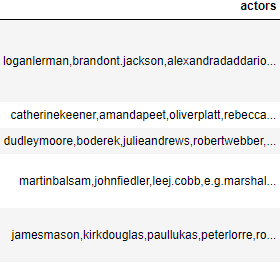 actors
loganlerman,brandont.jackson,alexandradaddario...
catherinekeener,amandapeet,oliverplatt,rebecca...
dudleymoore,boderek,julieandrews,robertwebber,...
martinbalsam,johnfiedler,leej.cobb,e.g.marshal...
jamesmason,kirkdouglas,paullukas,peterlorre,ro...